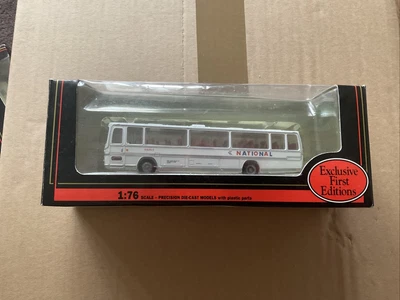 NATIONAL
Exclusive
First
Editions
1:76 SCALE - PRECISION DIE-CAST MODELS with plastic parts